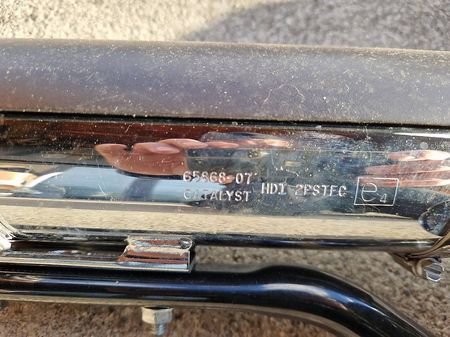 65868-07
CATALYST
HDI 2PSTFC e4